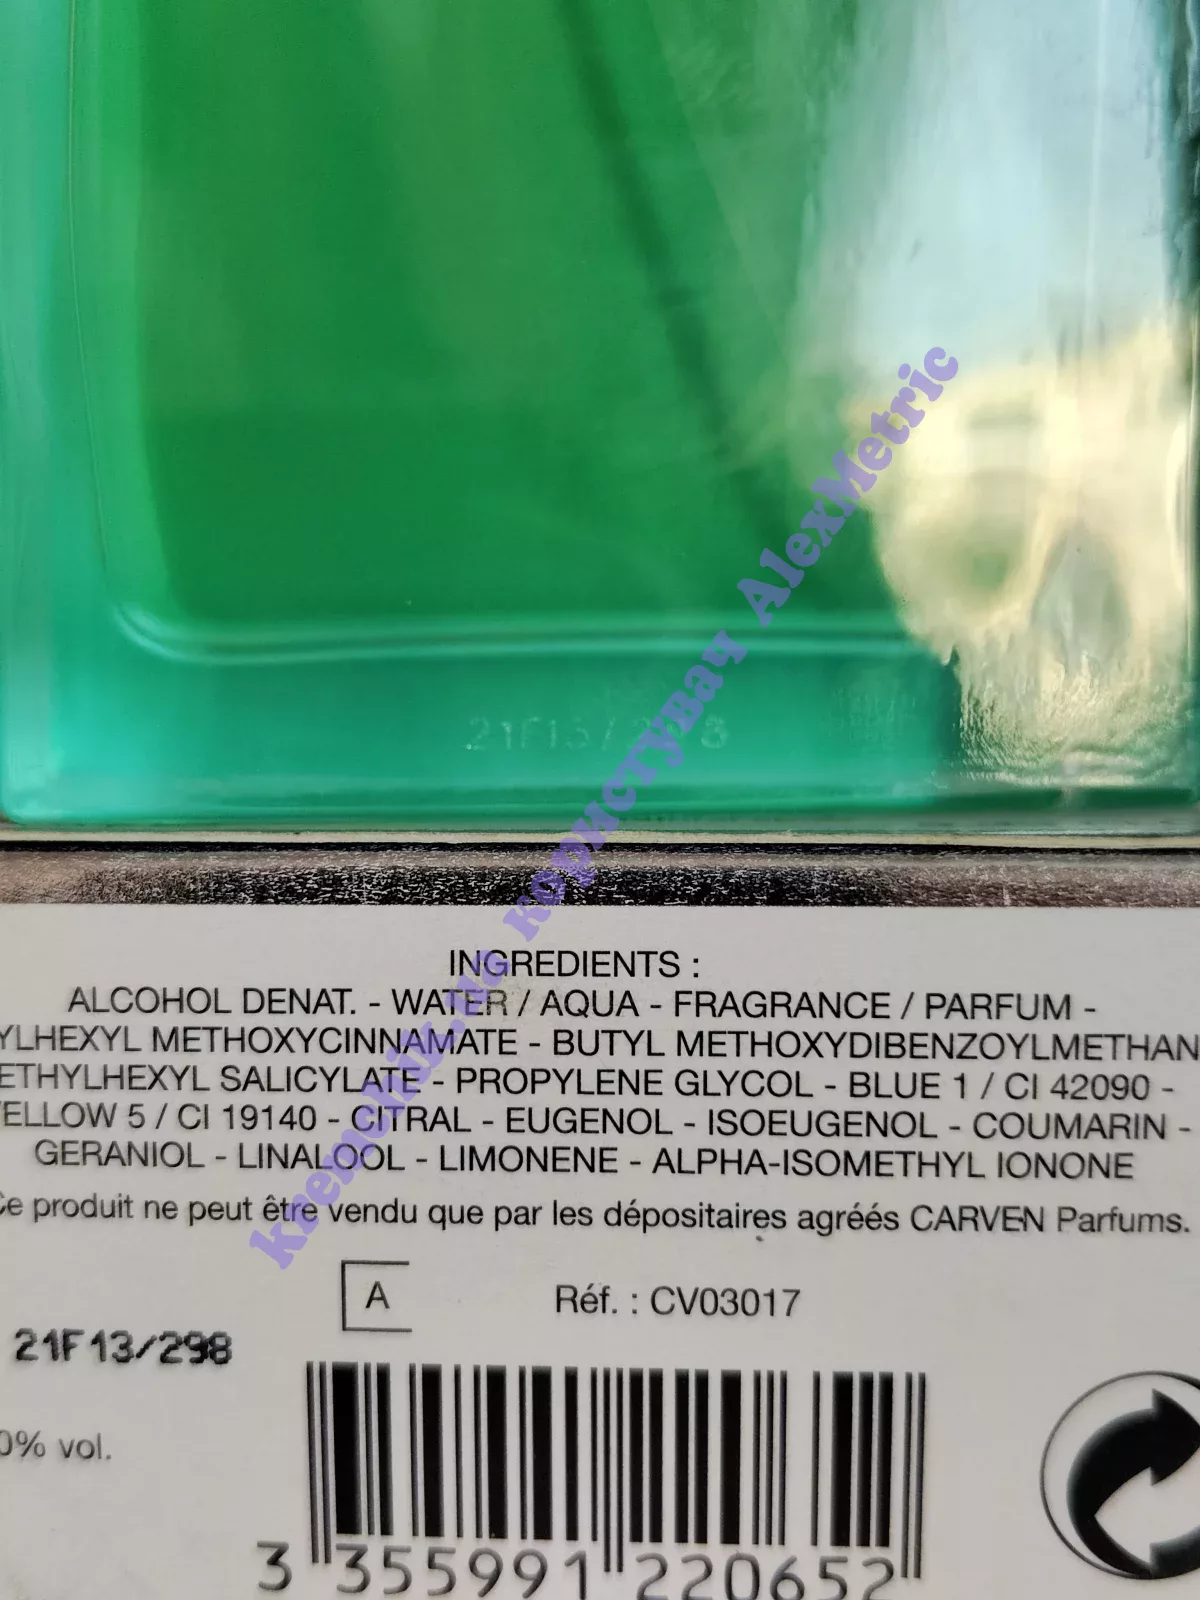 21F13/298
kremchik.ua користувач AlexMetric
INGREDIENTS :
ALCOHOL DENAT. - WATER / AQUA - FRAGRANCE / PARFUM -
YLHEXYL METHOXYCINNAMATE - BUTYL METHOXYDIBENZOYLMETHAN
ETHYLHEXYL SALICYLATE - PROPYLENE GLYCOL - BLUE 1 / CI 42090 -
ELLOW 5 / CI 19140 - CITRAL - EUGENOL - ISOEUGENOL - COUMARIN -
GERANIOL - LINALOOL - LIMONENE - ALPHA-ISOMETHYL IONONE
Ce produit ne peut être vendu que par les dépositaires agréés CARVEN Parfums.
A
Réf. : CV03017
21F13/298
0% vol.
3 355991 220652